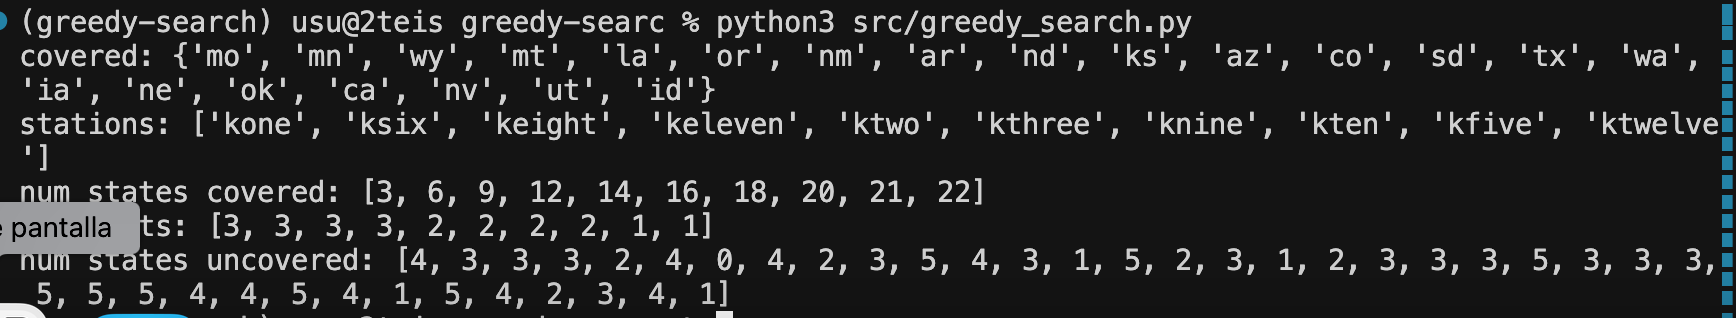 (greedy-search) usu@2teis greedy-searc % python3 src/greedy_search.py
covered: {'mo', 'mn', 'wy', 'mt', 'la', 'or', 'nm', 'ar', 'nd', 'ks', 'az', 'co', 'sd', 'tx', 'wa',
'ia', 'ne', 'ok', 'ca', 'nv', 'ut', 'id'}
stations: ['kone', 'ksix', 'keight', 'keleven', 'ktwo', 'kthree', 'knine', 'kten', 'kfive', 'ktwelve
']
num states covered: [3, 6, 9, 12, 14, 16, 18, 20, 21, 22]
pantalla
ts: [3, 3, 3, 3, 2, 2, 2, 2, 1, 1]
num states uncovered: [4, 3, 3, 3, 2, 4, 0, 4, 2, 3, 5, 4, 3, 1, 5, 2, 3, 1, 2, 3, 3, 3, 5, 3, 3, 3,
5, 5, 5, 4, 4, 5, 4, 1, 5, 4, 2, 3, 4, 1]